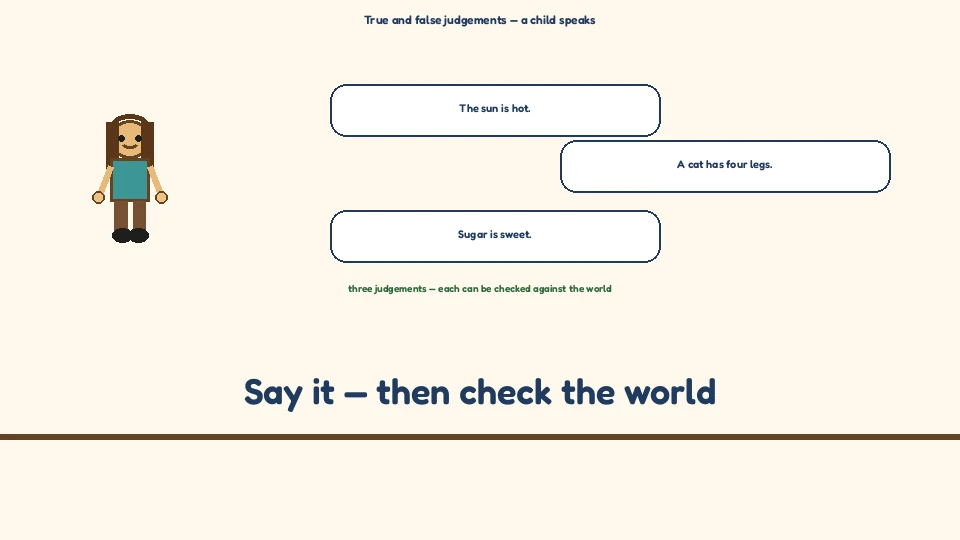 True and false judgements — a child speaks
The sun is hot.
A cat has four legs.
Sugar is sweet.
three judgements — each can be checked against the world
Say it — then check the world